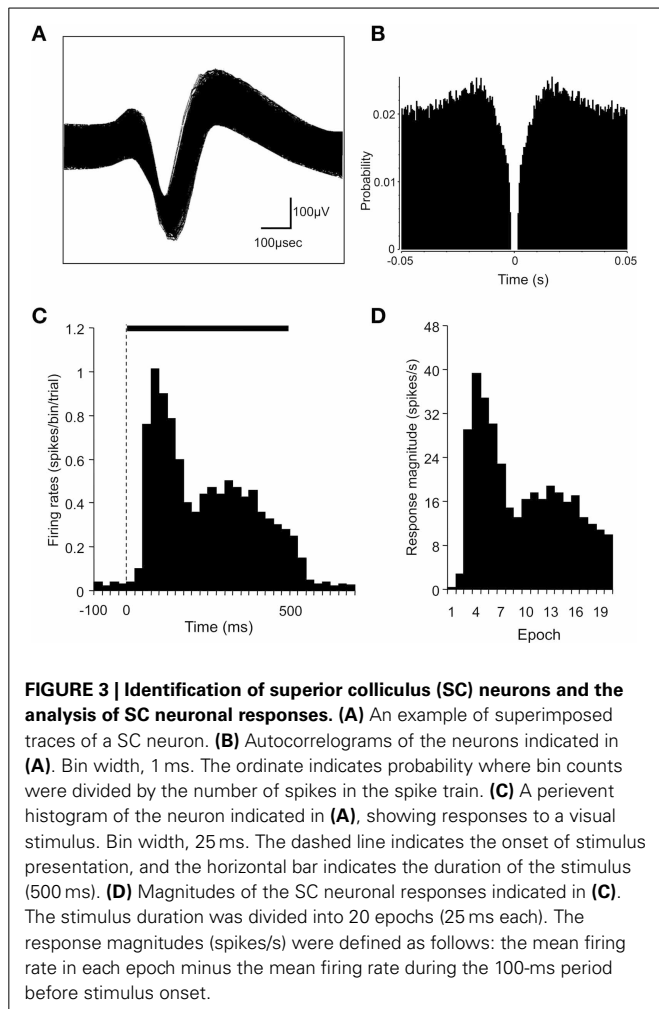 A
B
100μV
100μsec
Probability
0.02
0.01
0
-0.05
0
0.05
Time (s)
C
D
Firing rates (spikes/bin/trial)
1.2
1
0.8
0.6
0.4
0.2
0
-100
0
500
Time (ms)
Response magnitude (spikes/s)
48
40
32
24
16
8
0
1
4
7
10
13
16
19
Epoch
FIGURE 3 | Identification of superior colliculus (SC) neurons and the
analysis of SC neuronal responses. (A) An example of superimposed
traces of a SC neuron. (B) Autocorrelograms of the neurons indicated in
(A). Bin width, 1 ms. The ordinate indicates probability where bin counts
were divided by the number of spikes in the spike train. (C) A perievent
histogram of the neuron indicated in (A), showing responses to a visual
stimulus. Bin width, 25 ms. The dashed line indicates the onset of stimulus
presentation, and the horizontal bar indicates the duration of the stimulus
(500 ms). (D) Magnitudes of the SC neuronal responses indicated in (C).
The stimulus duration was divided into 20 epochs (25 ms each). The
response magnitudes (spikes/s) were defined as follows: the mean firing
rate in each epoch minus the mean firing rate during the 100-ms period
before stimulus onset.